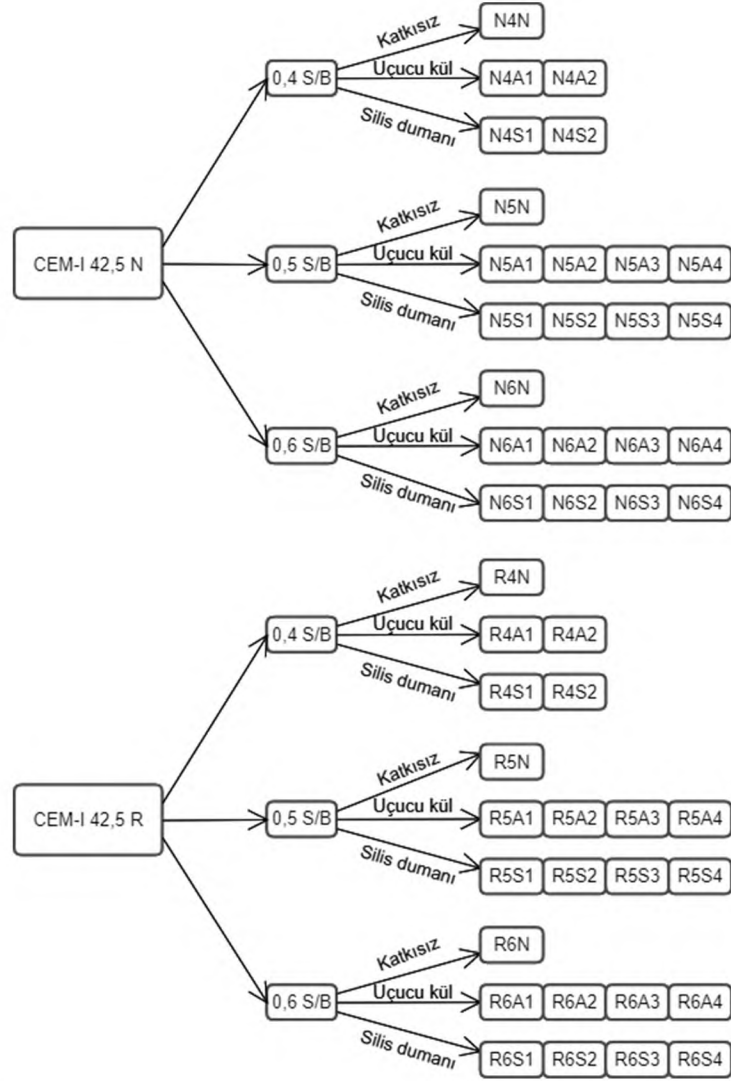 CEM-I 42,5 N
0,4 S/B
Katkısız
N4N
Uçucu kül
N4A1 N4A2
Silis dumanı
N4S1 N4S2
0,5 S/B
Katkısız
N5N
Uçucu kül
N5A1 N5A2 N5A3 N5A4
Silis dumanı
N5S1 N5S2 N5S3 N5S4
0,6 S/B
Katkısız
N6N
Uçucu kül
N6A1 N6A2 N6A3 N6A4
Silis dumanı
N6S1 N6S2 N6S3 N6S4
CEM-I 42,5 R
0,4 S/B
Katkısız
R4N
Uçucu kül
R4A1 R4A2
Silis dumanı
R4S1 R4S2
0,5 S/B
Katkısız
R5N
Uçucu kül
R5A1 R5A2 R5A3 R5A4
Silis dumanı
R5S1 R5S2 R5S3 R5S4
0,6 S/B
Katkısız
R6N
Uçucu kül
R6A1 R6A2 R6A3 R6A4
Silis dumanı
R6S1 R6S2 R6S3 R6S4